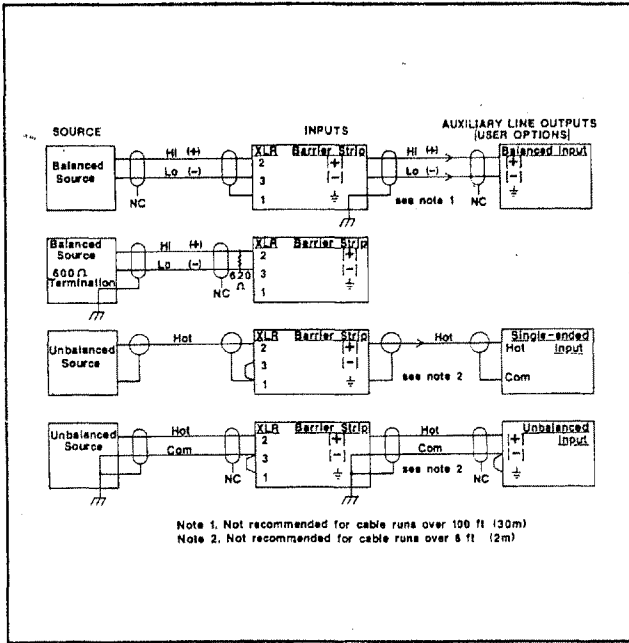 SOURCE
INPUTS
AUXILIARY LINE OUTPUTS
[USER OPTIONS]
Balanced
Source
Hi (+)
Lo (-)
NC
XLR Barrier Strip
2 [+]
3 [-]
1
Hi (+)
Lo (-)
see note 1
NC
Balanced Input
[+]
[-]
Balanced
Source
600 Ω
Termination
Hi (+)
Lo (-)
NC
620
Ω
XLR Barrier Strip
2 [+]
3 [-]
1
Unbalanced
Source
Hot
XLR Barrier Strip
2 [+]
3 [-]
1
Hot
see note 2
Single-ended
Hot Input
Com
Unbalanced
Source
Hot
Com
NC
XLR Barrier Strip
2 [+]
3 [-]
1
Hot
Com
see note 2
NC
Unbalanced
[+] Input
[-]
Note 1. Not recommended for cable runs over 100 ft (30m)
Note 2. Not recommended for cable runs over 6 ft (2m)